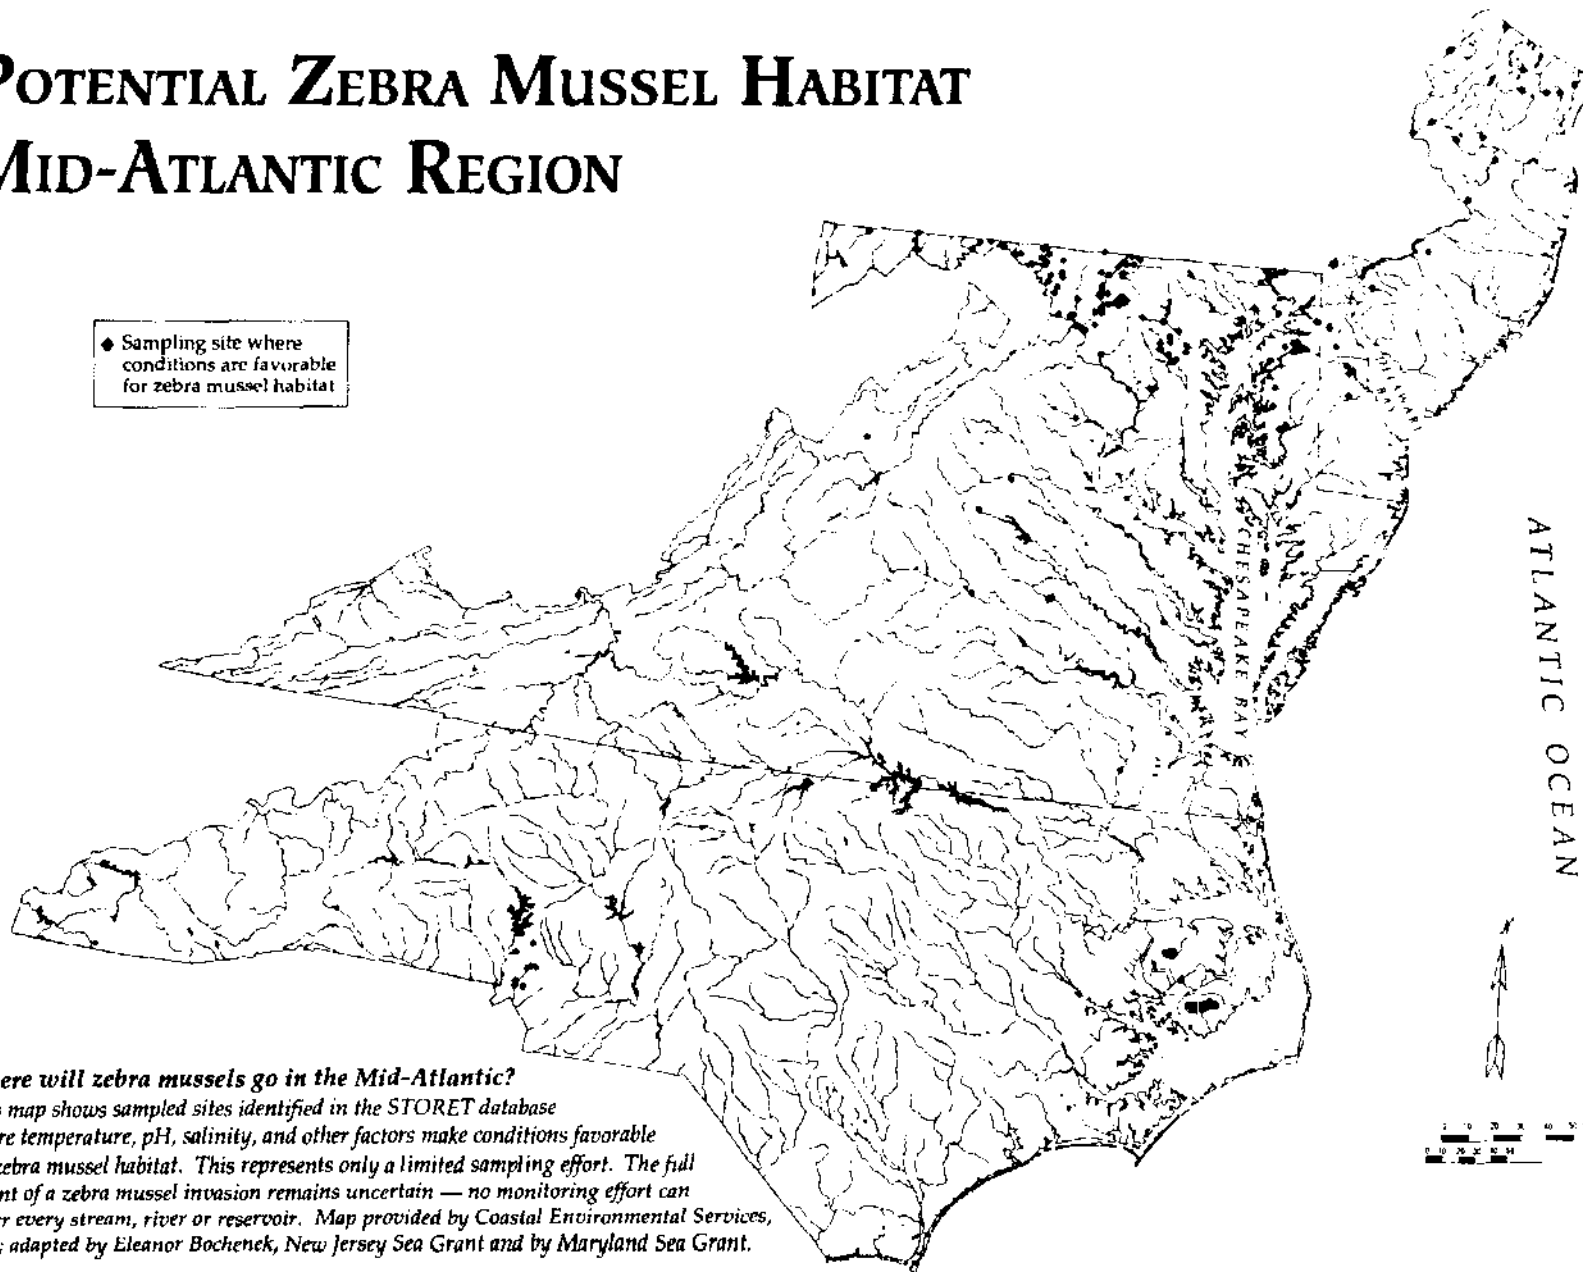 POTENTIAL ZEBRA MUSSEL HABITAT
MID-ATLANTIC REGION
Sampling site where
conditions are favorable
for zebra mussel habitat
CHESAPEAKE BAY
ATLANTIC OCEAN
ere will zebra mussels go in the Mid-Atlantic?
map shows sampled sites identified in the STORET database
re temperature, pH, salinity, and other factors make conditions favorable
zebra mussel habitat. This represents only a limited sampling effort. The full
nt of a zebra mussel invasion remains uncertain — no monitoring effort can
r every stream, river or reservoir. Map provided by Coastal Environmental Services,
; adapted by Eleanor Bochenek, New Jersey Sea Grant and by Maryland Sea Grant.